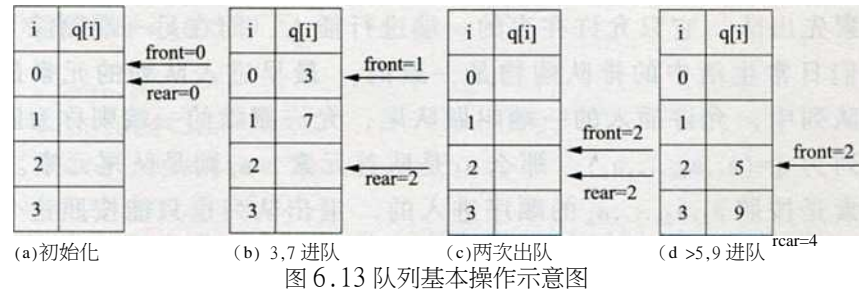 i q[i] i q[i] i q[i] i q[i]
front=0
0 0 3 front=1 0 0
rear=0
1 1 7 1 1
front=2
2 2 2 2 5 front=2
rear=2 rear=2
3 3 3 3 9
(a)初始化 (b) 3,7 进队 (c)两次出队 (d >5,9 进队 rcar=4
图 6.13 队列基本操作示意图